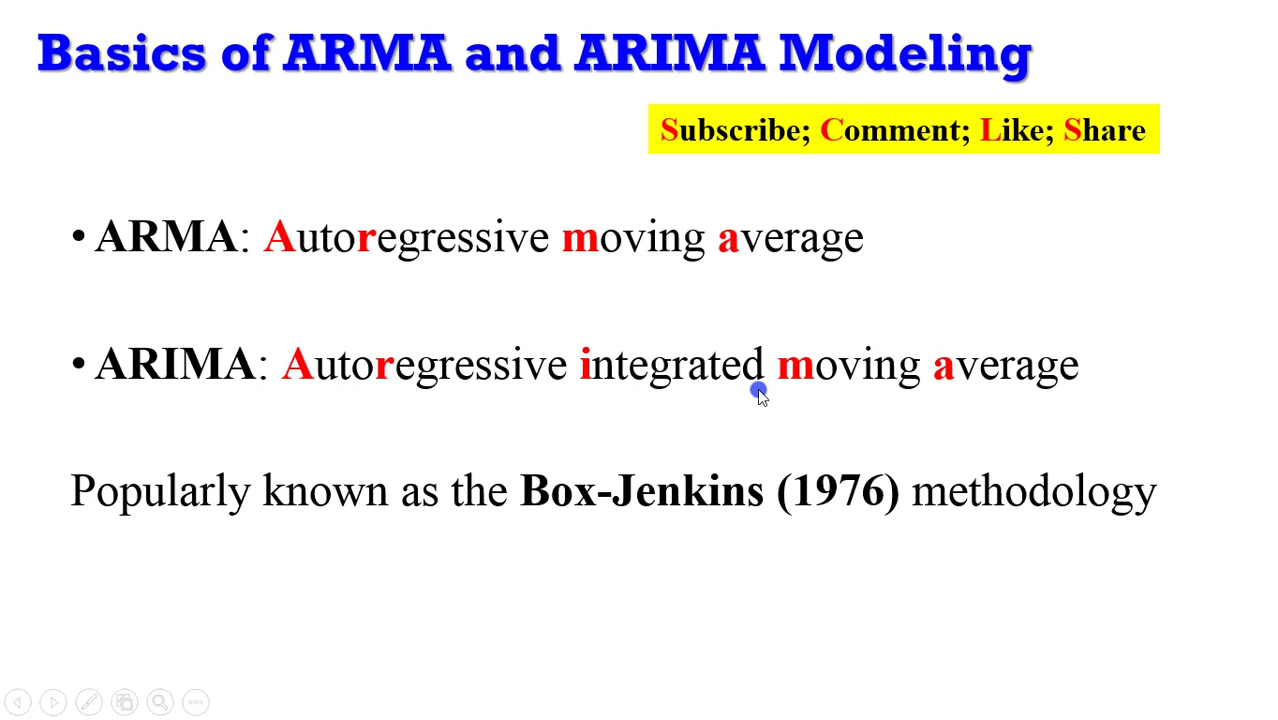 Basics of ARMA and ARIMA Modeling
Subscribe; Comment; Like; Share
• ARMA: Autoregressive moving average
• ARIMA: Autoregressive integrated moving average
Popularly known as the Box-Jenkins (1976) methodology